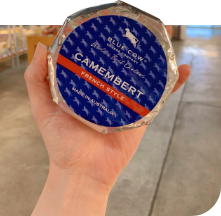 BLUE COW
CAMEMBERT
FRENCH STYLE
MADE IN AUSTRALIA